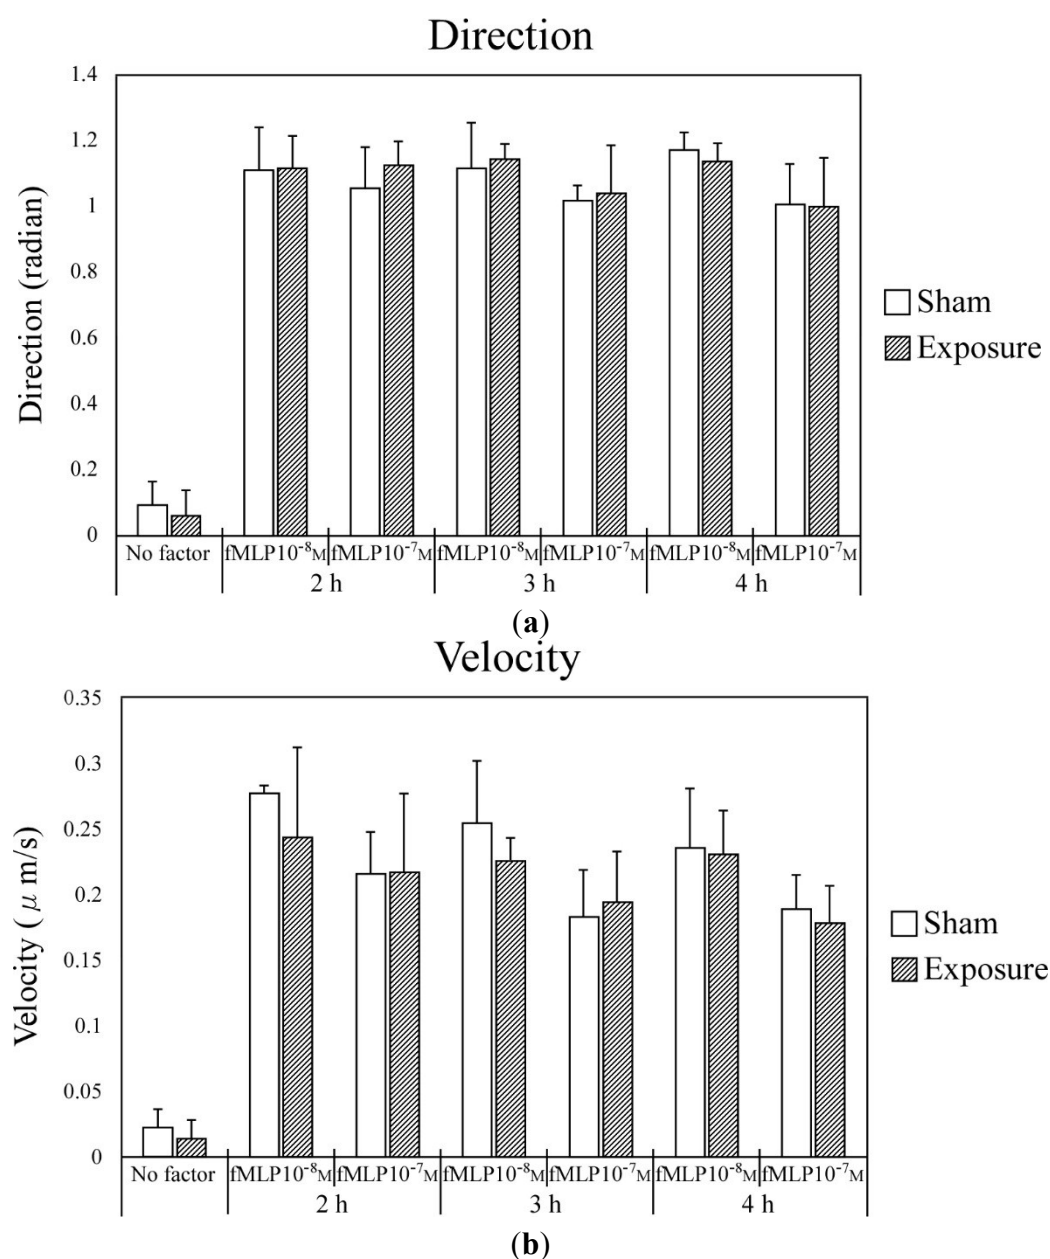 Direction
1.4
1.2
1
0.8
0.6
0.4
0.2
0
Direction (radian)
Sham
Exposure
No factor fMLP10⁻⁸M fMLP10⁻⁷M fMLP10⁻⁸M fMLP10⁻⁷M fMLP10⁻⁸M fMLP10⁻⁷M
2 h 3 h 4 h
(a)
Velocity
0.35
0.3
0.25
0.2
0.15
0.1
0.05
0
Velocity ( μ m/s)
Sham
Exposure
No factor fMLP10⁻⁸M fMLP10⁻⁷M fMLP10⁻⁸M fMLP10⁻⁷M fMLP10⁻⁸M fMLP10⁻⁷M
2 h 3 h 4 h
(b)